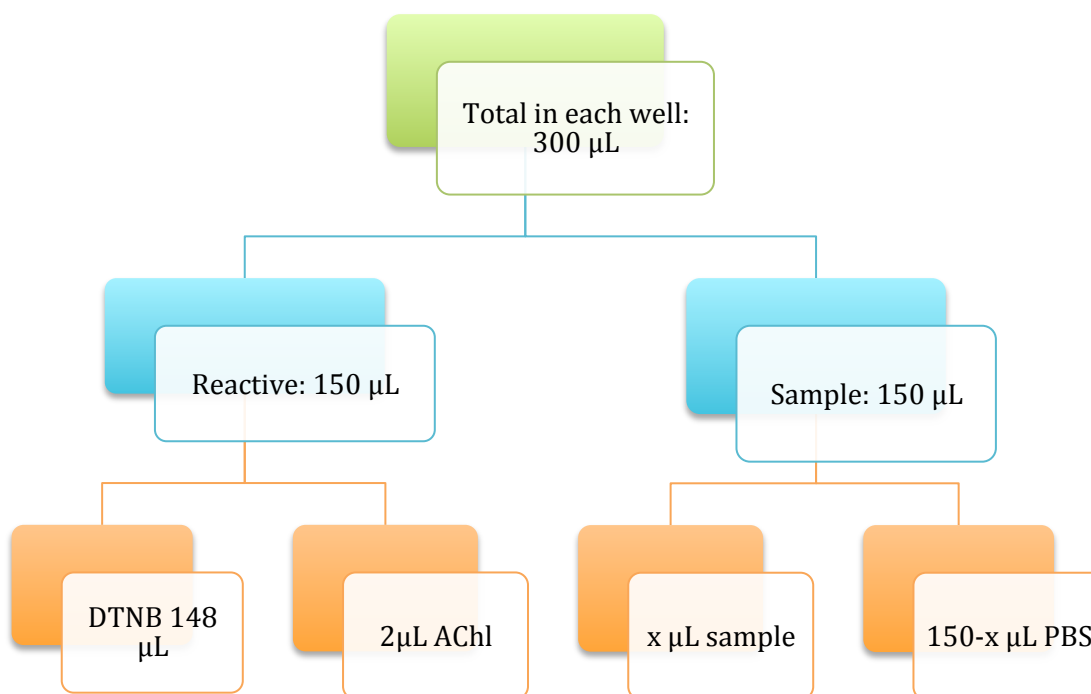 Total in each well:
300 µL
Reactive: 150 µL
Sample: 150 µL
DTNB 148
µL
2µL AChl
x µL sample
150-x µL PBS